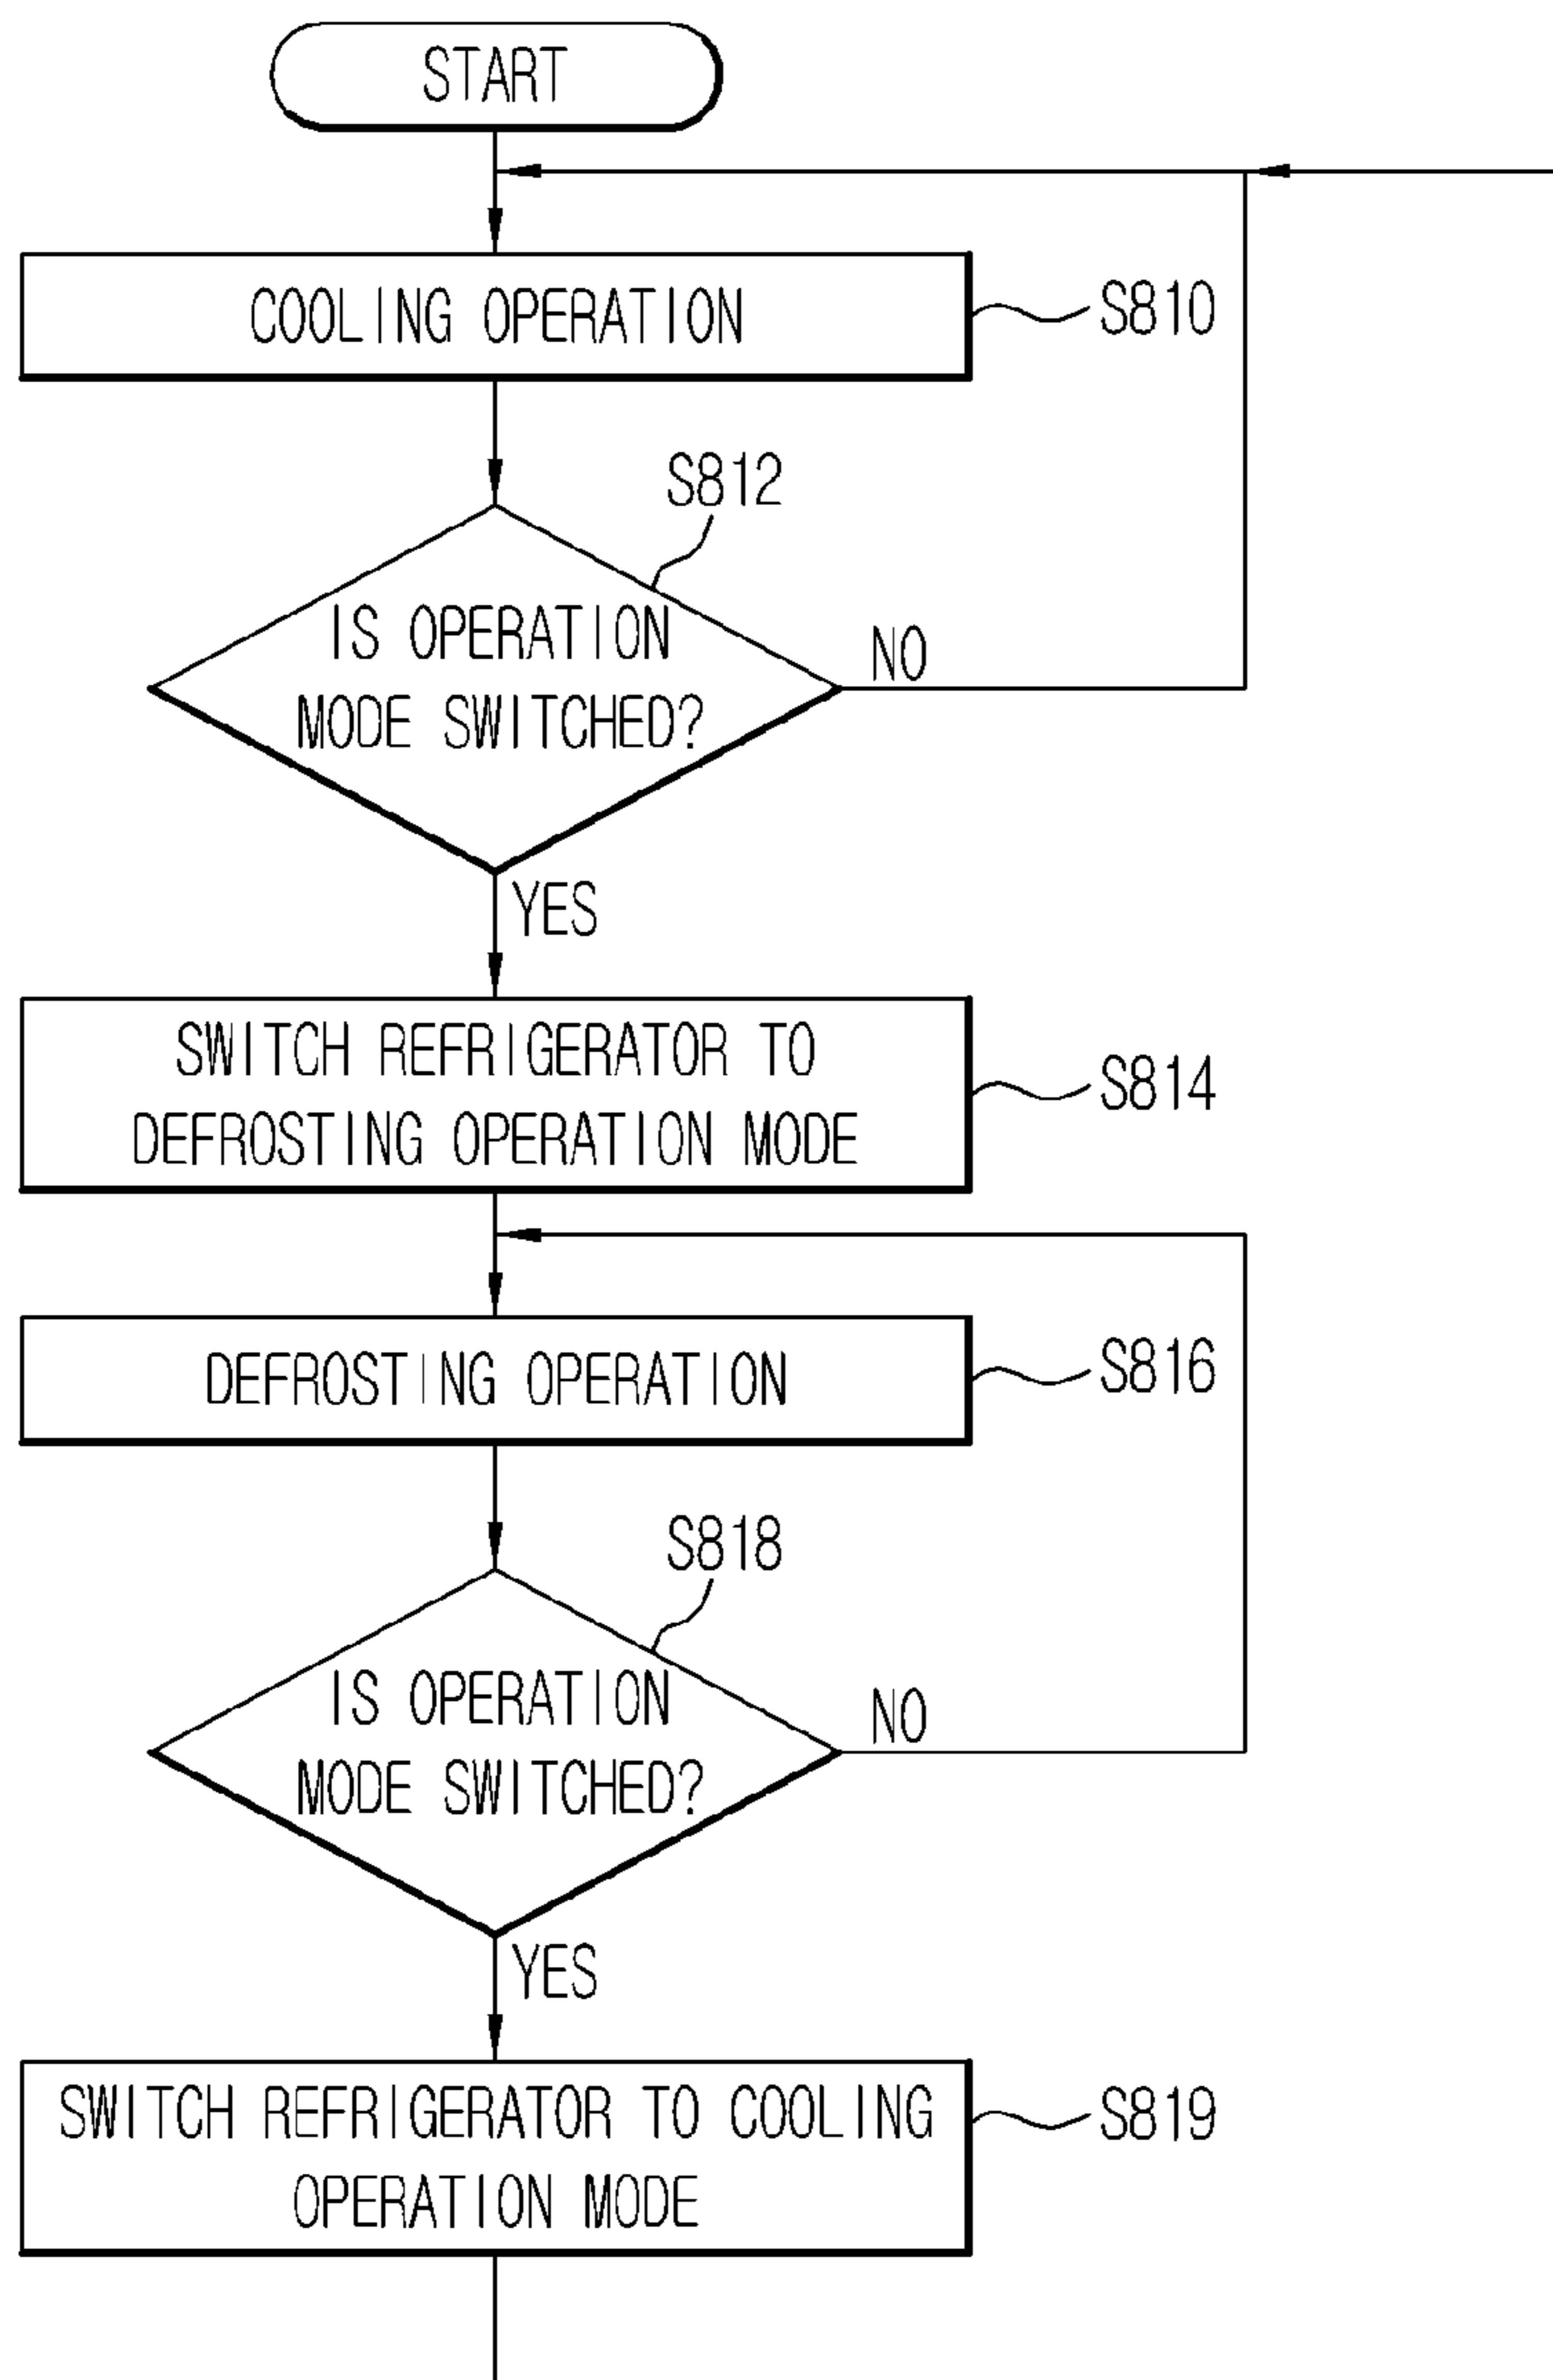 START
COOLING OPERATION
S810
S812
IS OPERATION
MODE SWITCHED?
NO
YES
SWITCH REFRIGERATOR TO
DEFROSTING OPERATION MODE
S814
DEFROSTING OPERATION
S816
S818
IS OPERATION
MODE SWITCHED?
NO
YES
SWITCH REFRIGERATOR TO COOLING
OPERATION MODE
S819